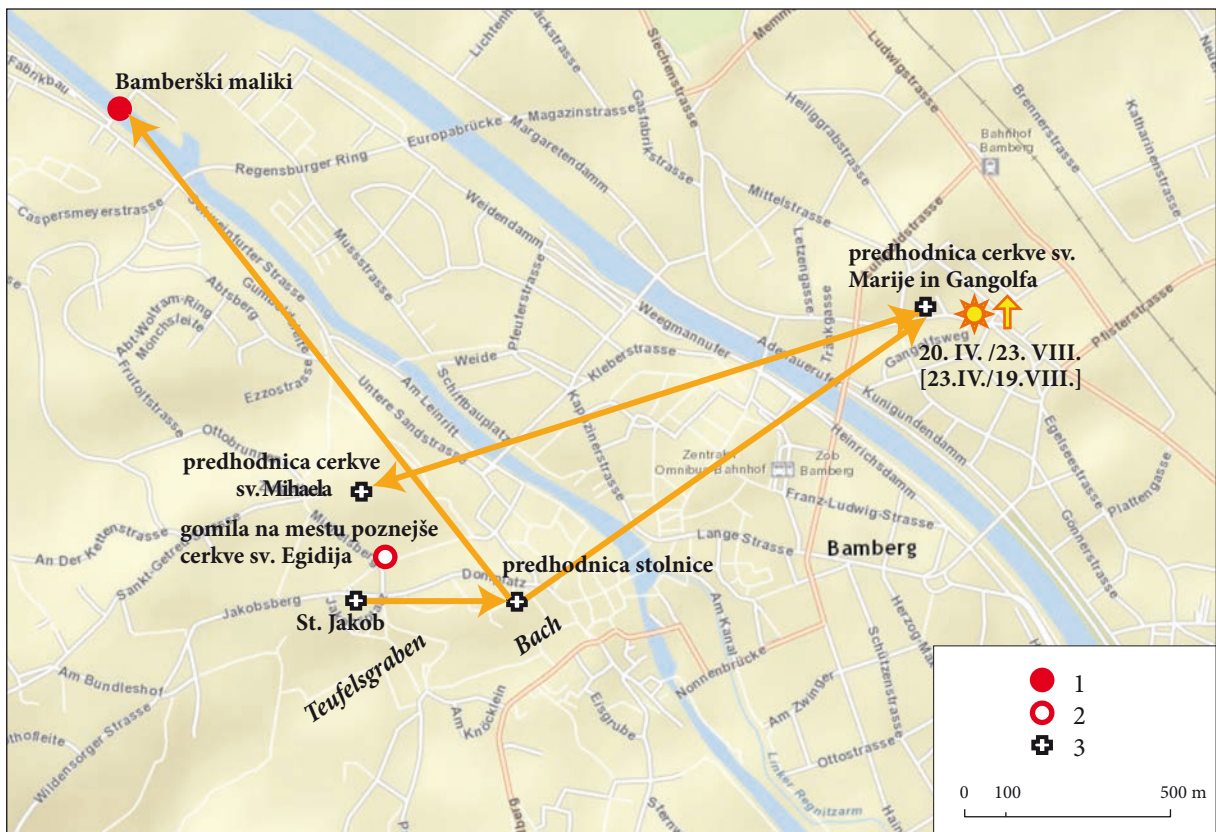 Fabrikbau
Lichtenh
Siechenstrasse
Memm
Ludwigstrasse
Bamberški maliki
Magazinstrasse
Gasfabrikstrasse
Heiliggrabstrasse
Brennerstrasse
Katharinenstrasse
Europabrücke
Margaretendamm
Bahnhof
Bamberg
Regensburger Ring
Mittelstrasse
Caspersmeyerstrasse
Schweinfurter Strasse
Weidendamm
Mussstrasse
Letzengasse
predhodnica cerkve sv.
Marije in Gangolfa
Abtsberg
Abt-Wolfram-Ring
Mönchsleite
Pfeuferstrasse
Weegmannufer
Tränkgasse
Pflisterstrasse
Adenauerufer
Gangolfsweg
20. IV. /23. VIII.
[23.IV./19.VIII.]
Frutolfstrasse
Ezzostrasse
Weide
Kleberstrasse
Untere Sandstrasse
Am Leinritt
Schiffbauplatz
Kapuzinerstrasse
Kunigundendamm
Egelseestrasse
Heinrichsdamm
Plattengasse
predhodnica cerkve
sv. Mihaela
Zentraler
Omnibus Bahnhof
Zob
Bamberg
Franz-Ludwig-Strasse
Gönnerstrasse
gomila na mestu poznejše
cerkve sv. Egidija
An Der Kettenstrasse
Lange Strasse
Bamberg
predhodnica stolnice
Domplatz
Jakobsberg
St. Jakob
Bach
Teufelsgraben
Am Kanal
Nonnenbrücke
Schützenstrasse
Am Bundleshof
Am Knöcklein
Eisgrube
Am Zwinger
Ottostrasse
Wildensorger Strasse
Linker Regnitzarm
1
2
3
0 100 500 m